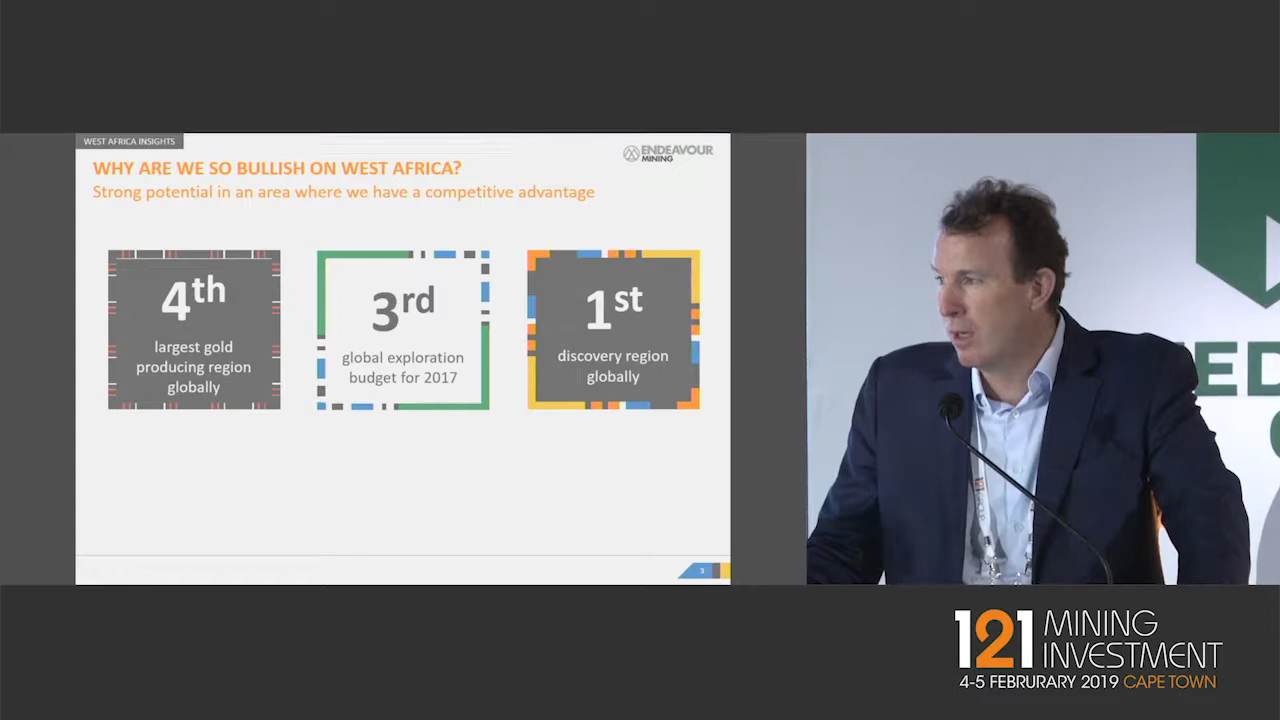 WEST AFRICA INSIGHTS
ENDEAVOUR
MINING
WHY ARE WE SO BULLISH ON WEST AFRICA?
Strong potential in an area where we have a competitive advantage
4th
largest gold
producing region
globally
3rd
global exploration
budget for 2017
1st
discovery region
globally
3
121 MINING
INVESTMENT
4-5 FEBRURARY 2019 CAPE TOWN